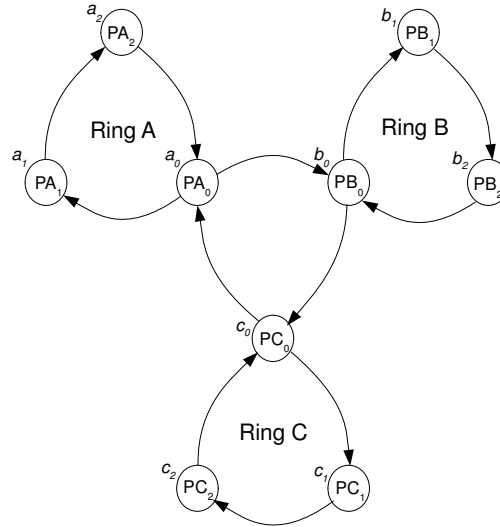 a₂
PA₂
b₁
PB₁
Ring A
Ring B
a₁
PA₁
a₀
PA₀
b₀
PB₀
b₂
PB₂
c₀
PC₀
Ring C
c₂
PC₂
c₁
PC₁